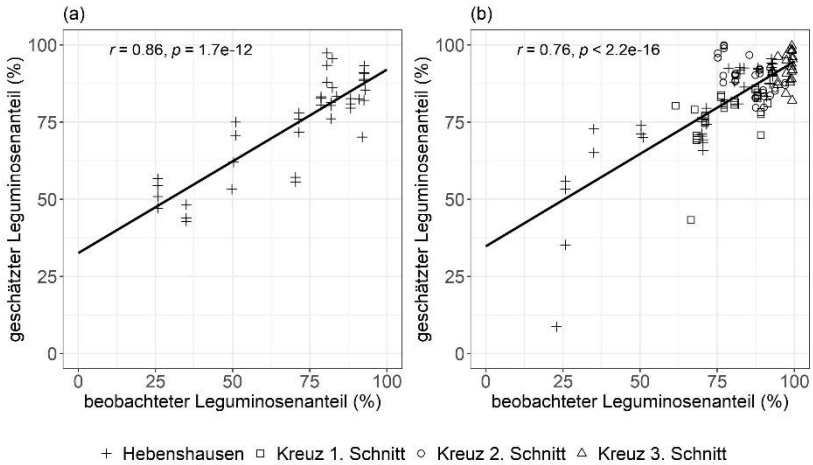 (a)
r = 0.86, p = 1.7e-12
geschätzter Leguminosenanteil (%)
100
75
50
25
0
0 25 50 75 100
beobachteter Leguminosenanteil (%)
(b)
r = 0.76, p < 2.2e-16
geschätzter Leguminosenanteil (%)
100
75
50
25
0
0 25 50 75 100
beobachteter Leguminosenanteil (%)
Hebenshausen Kreuz 1. Schnitt Kreuz 2. Schnitt Kreuz 3. Schnitt